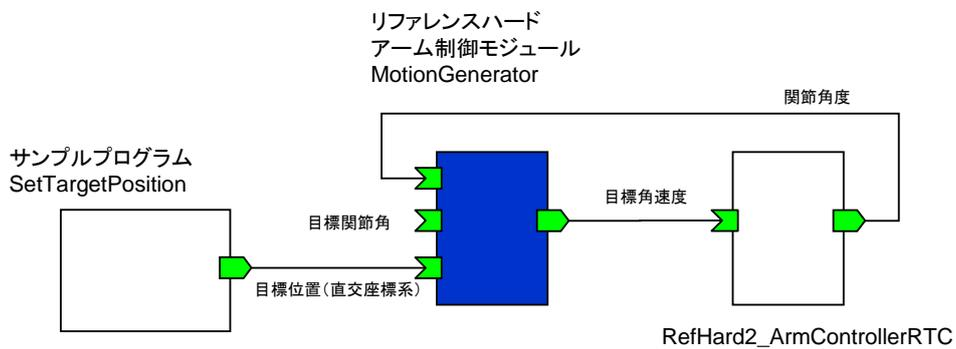 リファレンスハード
アーム制御モジュール
MotionGenerator
関節角度
サンプルプログラム
SetTargetPosition
目標関節角
目標角速度
目標位置（直交座標系）
RefHard2_ArmControllerRTC